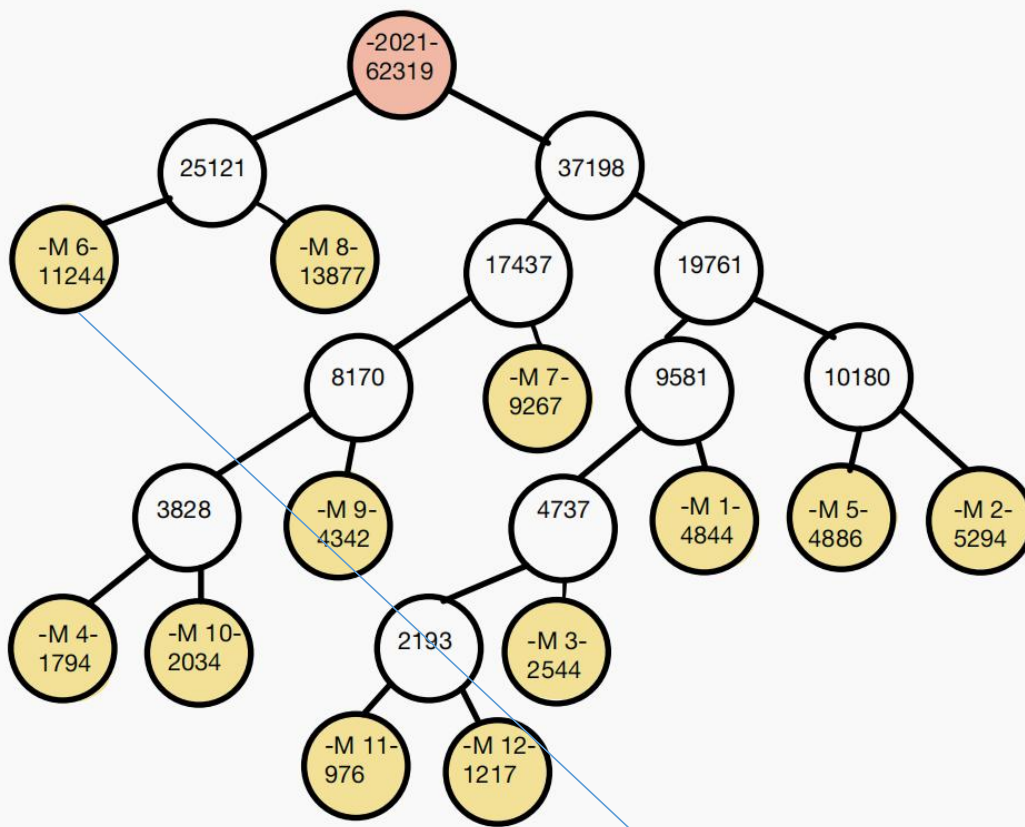 -2021-
62319
25121
37198
-M 6-
11244
-M 8-
13877
17437
19761
8170
-M 7-
9267
9581
10180
3828
-M 9-
4342
4737
-M 1-
4844
-M 5-
4886
-M 2-
5294
-M 4-
1794
-M 10-
2034
2193
-M 3-
2544
-M 11-
976
-M 12-
1217